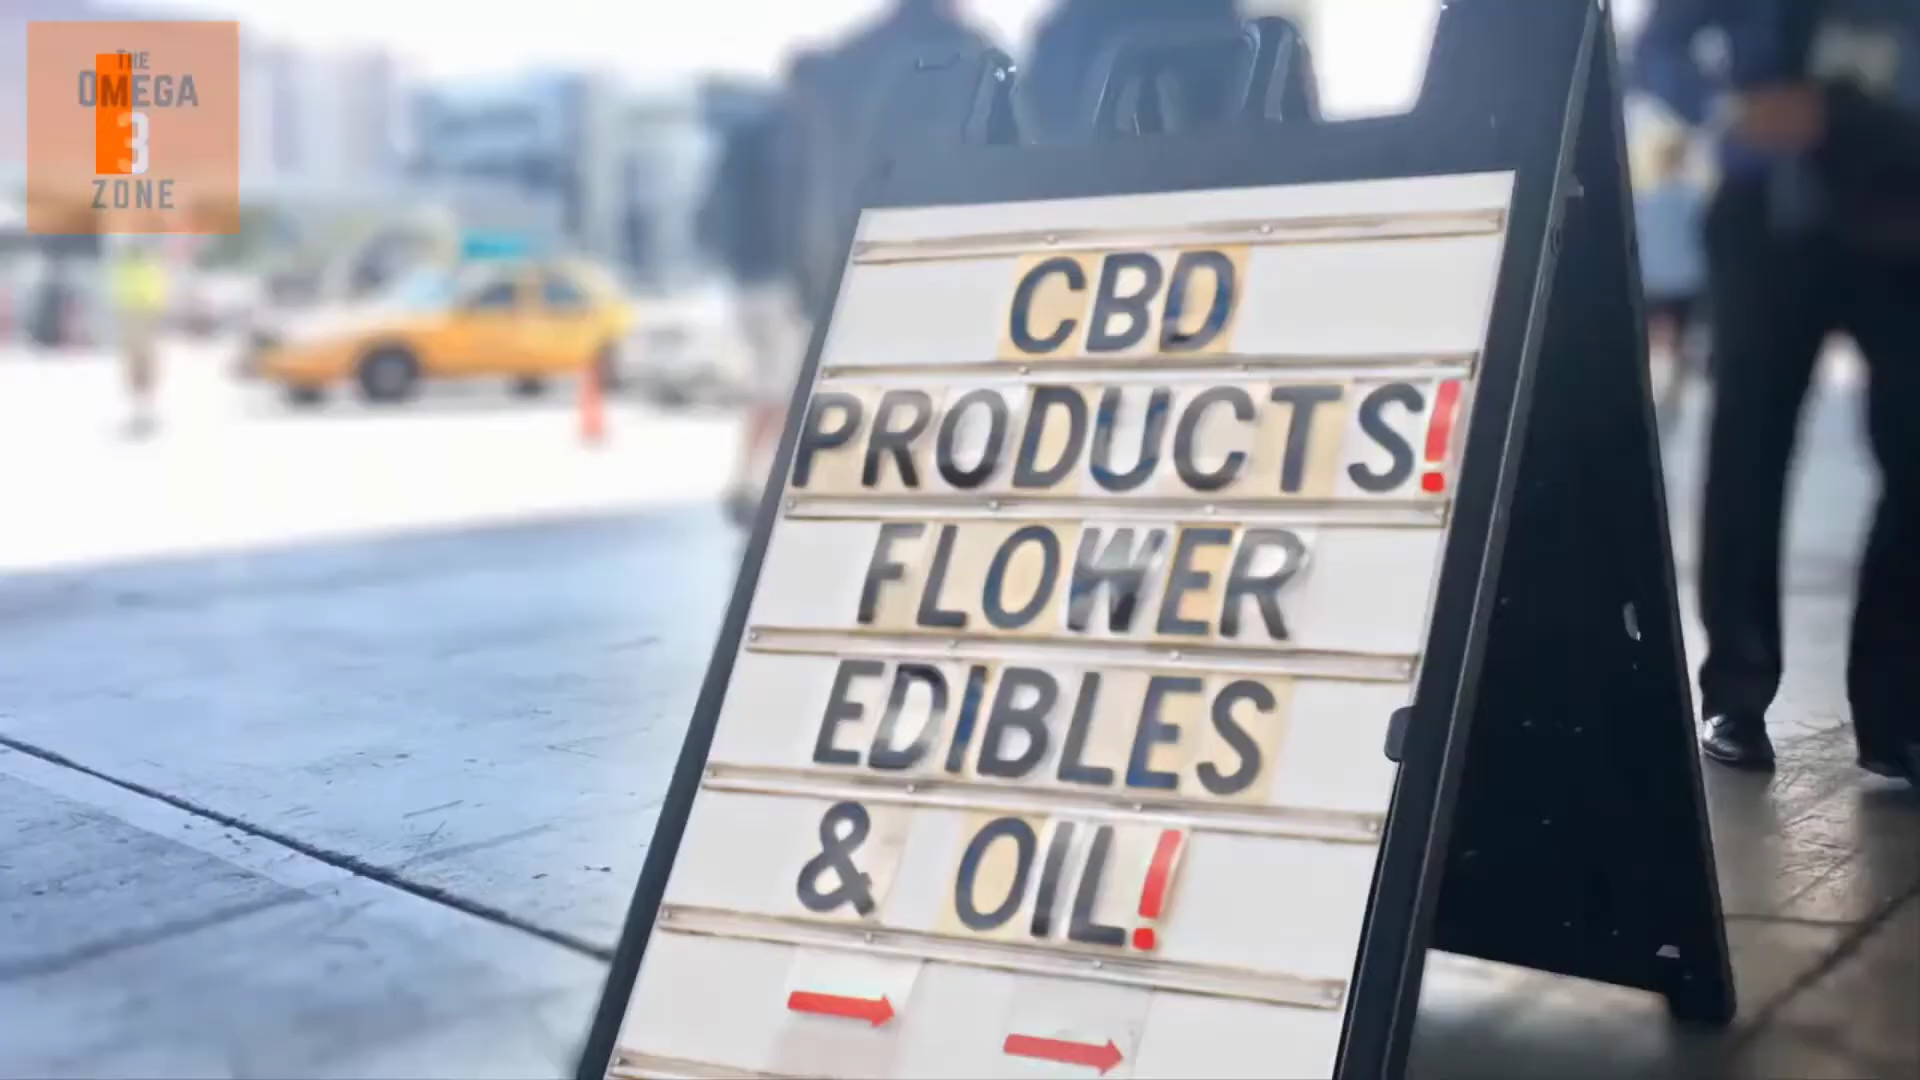 THE
OMEGA
3
ZONE
CBD
PRODUCTS!
FLOWER
EDIBLES
& OIL!